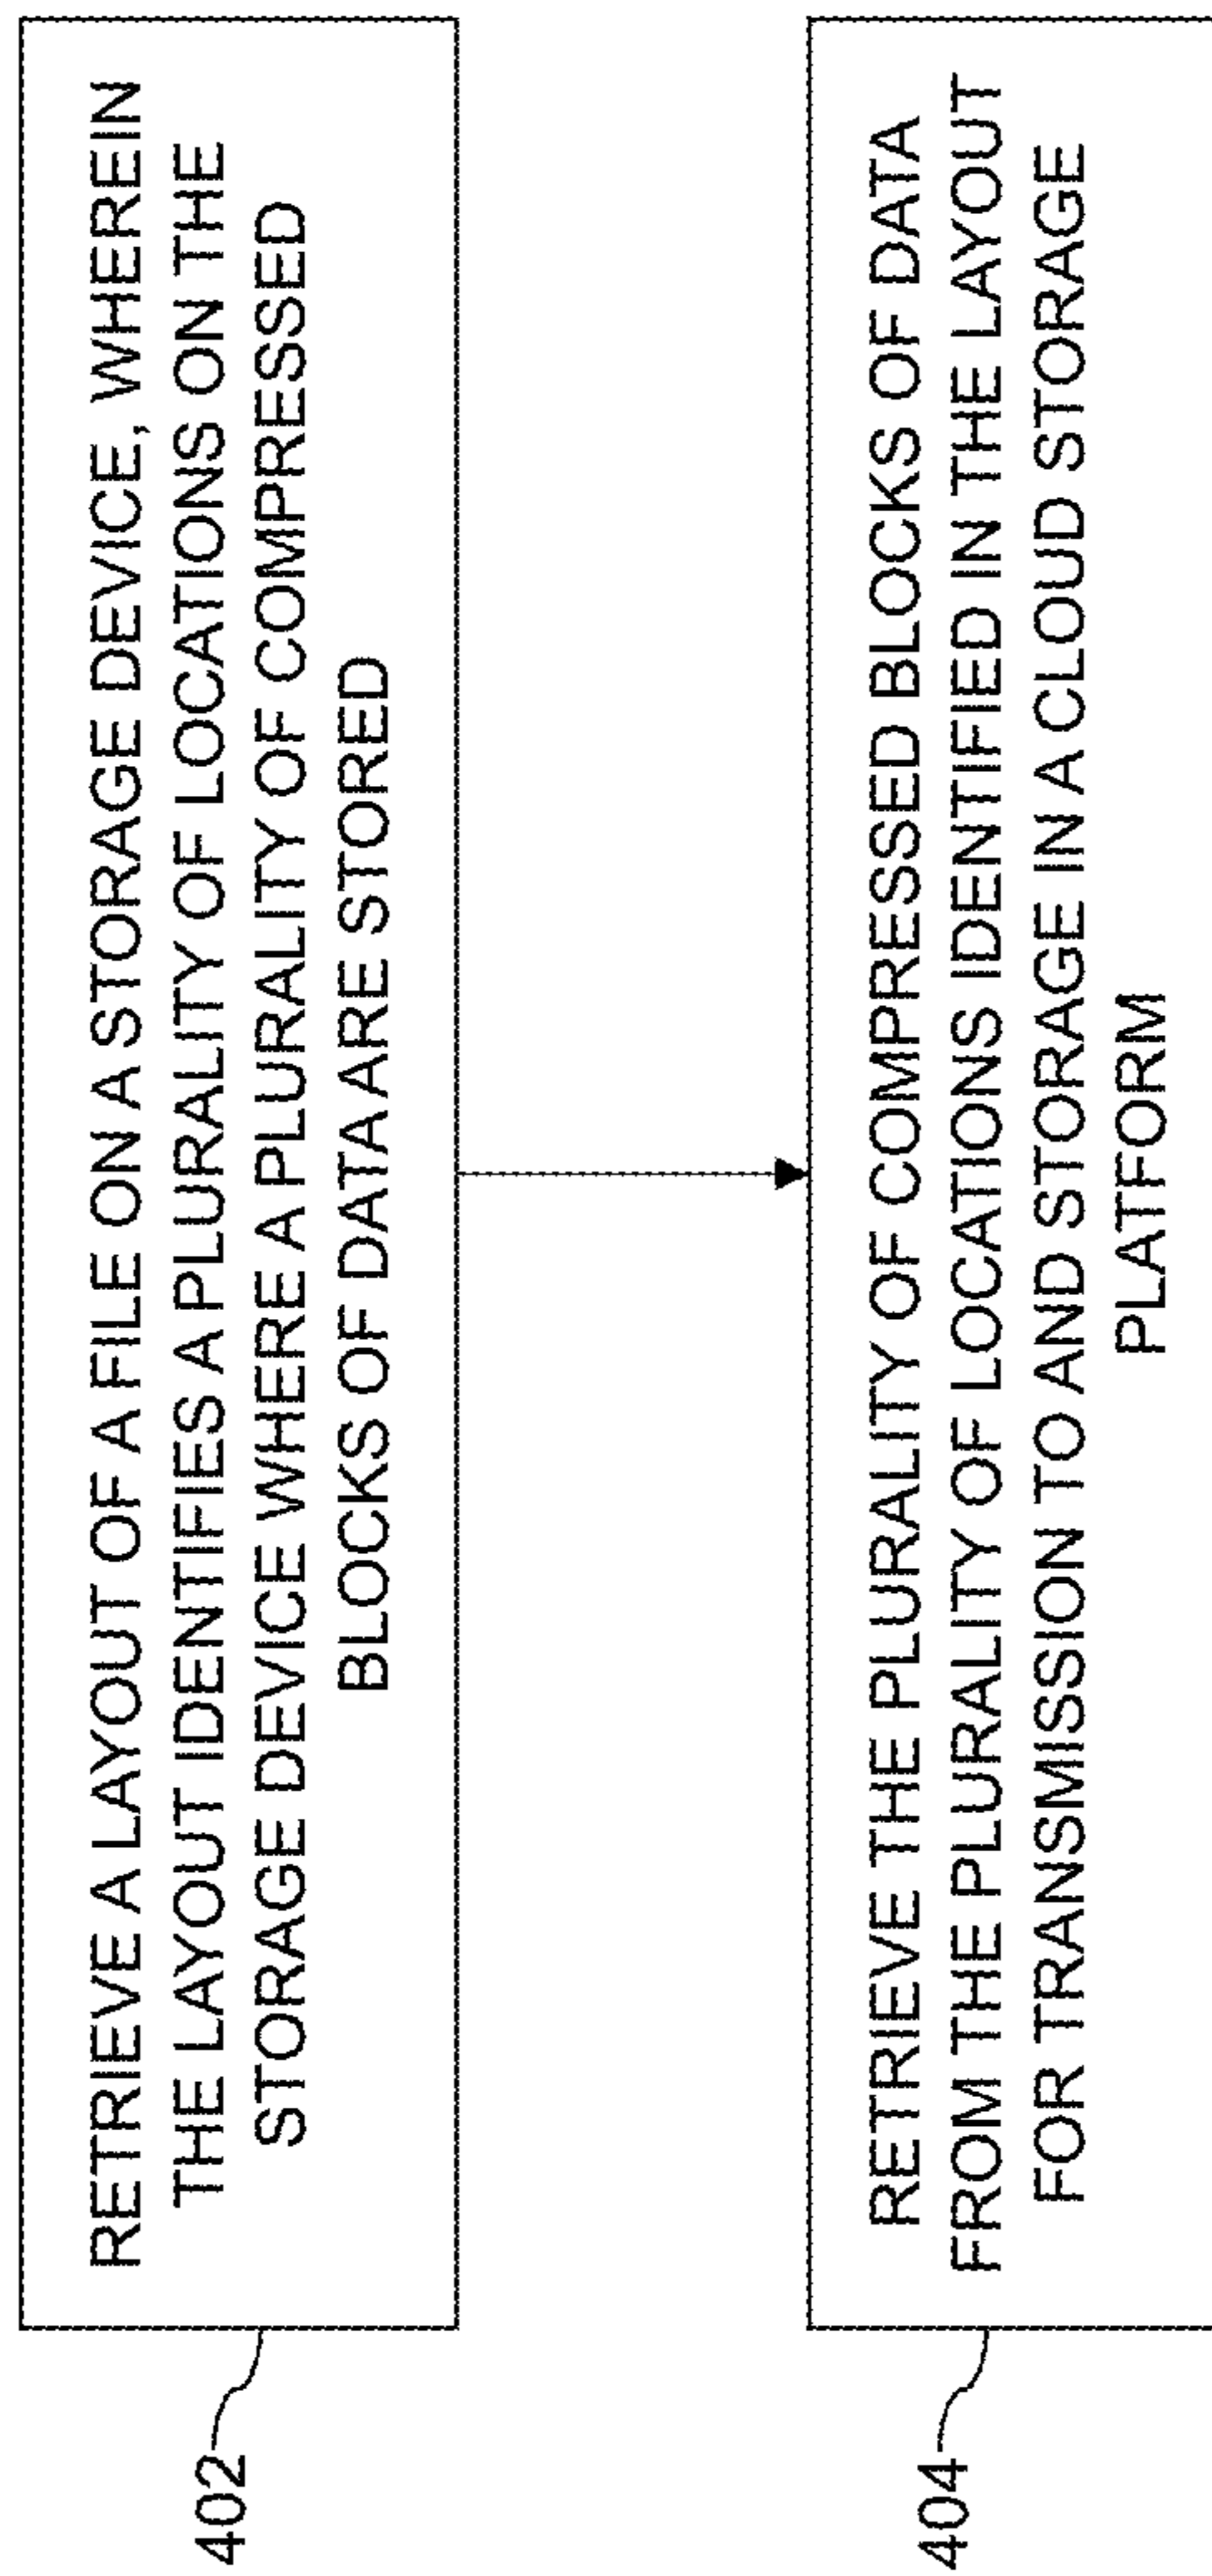 RETRIEVE A LAYOUT OF A FILE ON A STORAGE DEVICE, WHEREIN
THE LAYOUT IDENTIFIES A PLURALITY OF LOCATIONS ON THE
STORAGE DEVICE WHERE A PLURALITY OF COMPRESSED
BLOCKS OF DATA ARE STORED
402
RETRIEVE THE PLURALITY OF COMPRESSED BLOCKS OF DATA
FROM THE PLURALITY OF LOCATIONS IDENTIFIED IN THE LAYOUT
FOR TRANSMISSION TO AND STORAGE IN A CLOUD STORAGE
PLATFORM
404